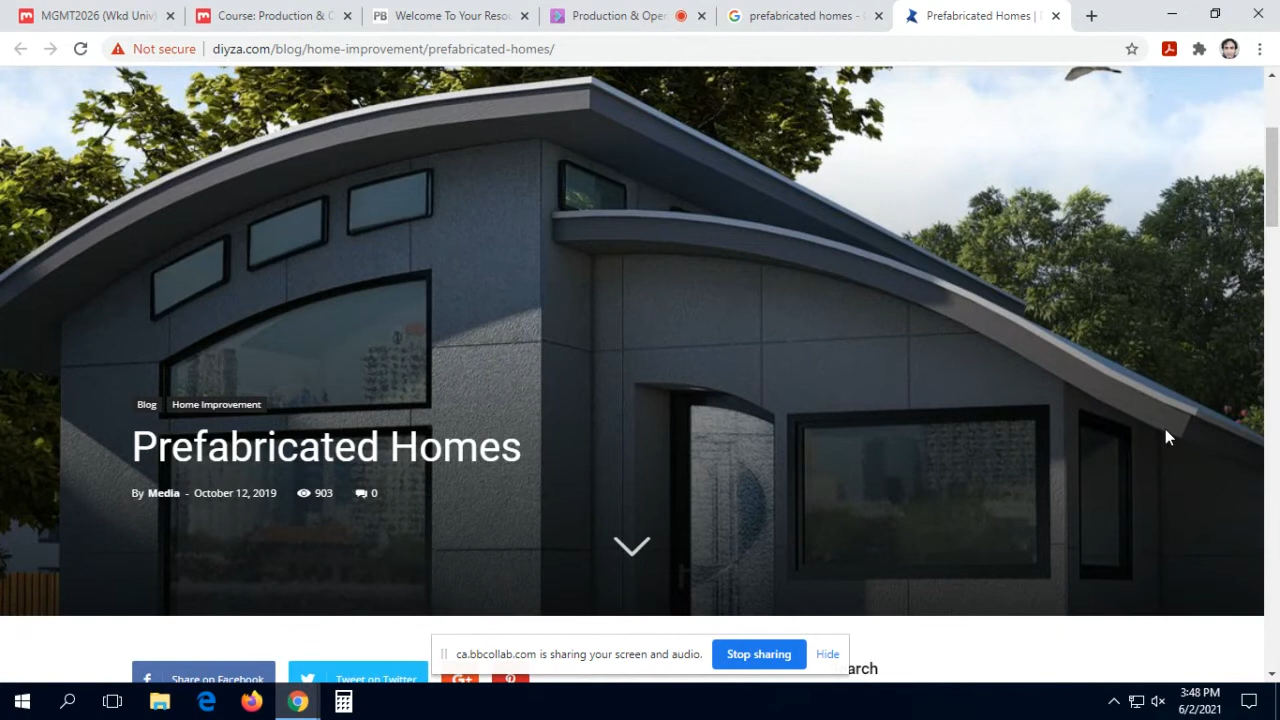 MGMT2026 (Wkd Univ)
Course: Production & C
Welcome To Your Resou
Production & Oper
prefabricated homes -
Prefabricated Homes |
Not secure | diyza.com/blog/home-improvement/prefabricated-homes/
Blog Home Improvement
Prefabricated Homes
By Media - October 12, 2019 903 0
ca.bbcollab.com is sharing your screen and audio. Stop sharing Hide
Share on Facebook Tweet on Twitter G+
3:48 PM
6/2/2021